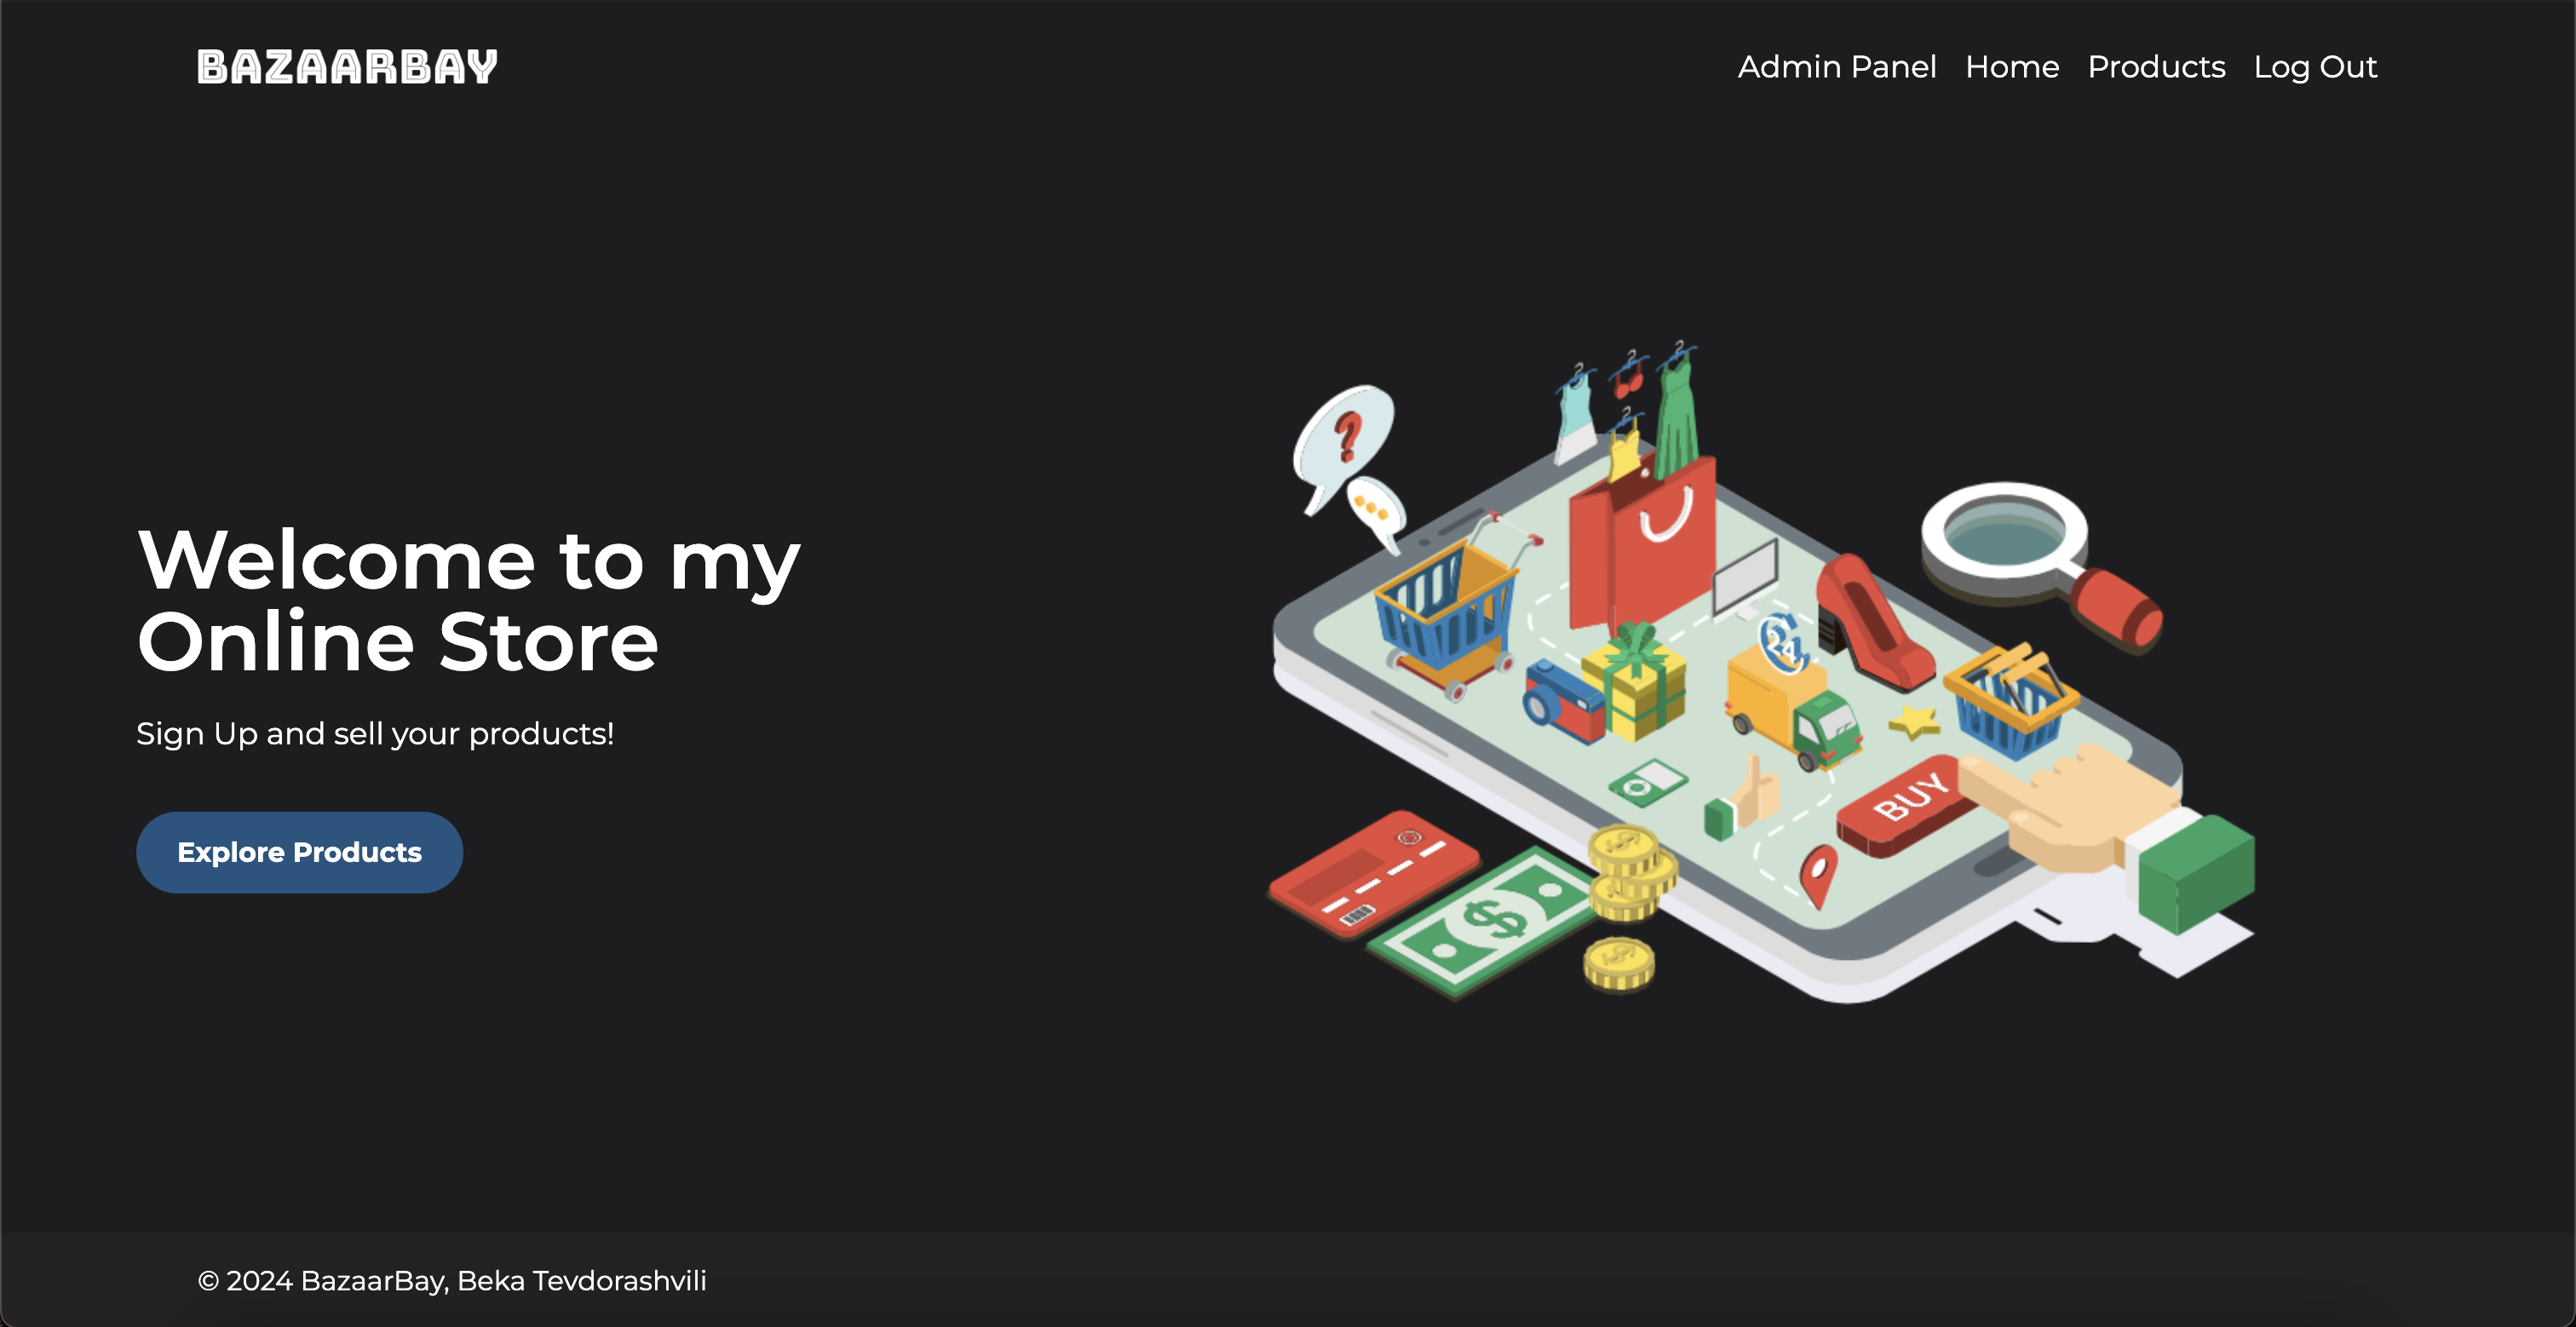 BAZAARBAY
Admin Panel Home Products Log Out
?
24
Welcome to my
Online Store
Sign Up and sell your products!
Explore Products
BUY
$
© 2024 BazaarBay, Beka Tevdorashvili